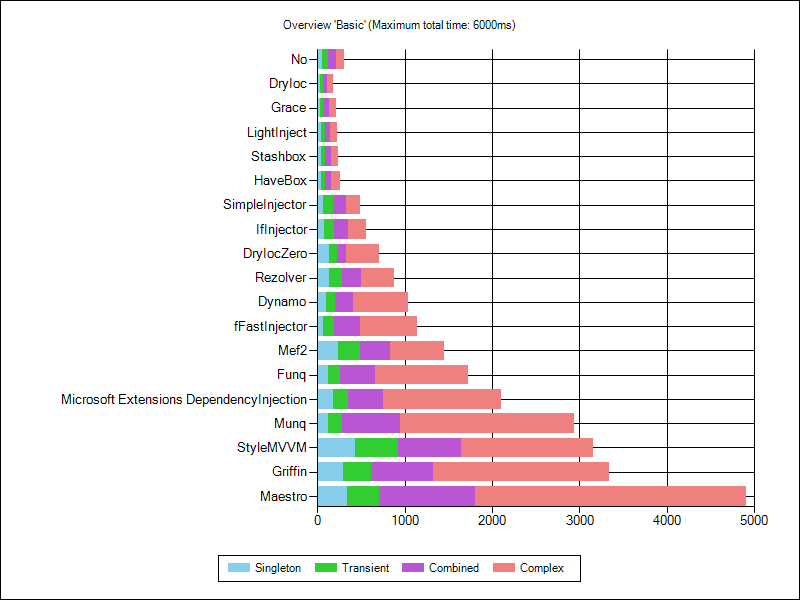 Overview 'Basic' (Maximum total time: 6000ms)
No
DryIoc
Grace
LightInject
Stashbox
HaveBox
SimpleInjector
IfInjector
DryIocZero
Rezolver
Dynamo
fFastInjector
Mef2
Funq
Microsoft Extensions DependencyInjection
Munq
StyleMVVM
Griffin
Maestro
0 1000 2000 3000 4000 5000
Singleton Transient Combined Complex